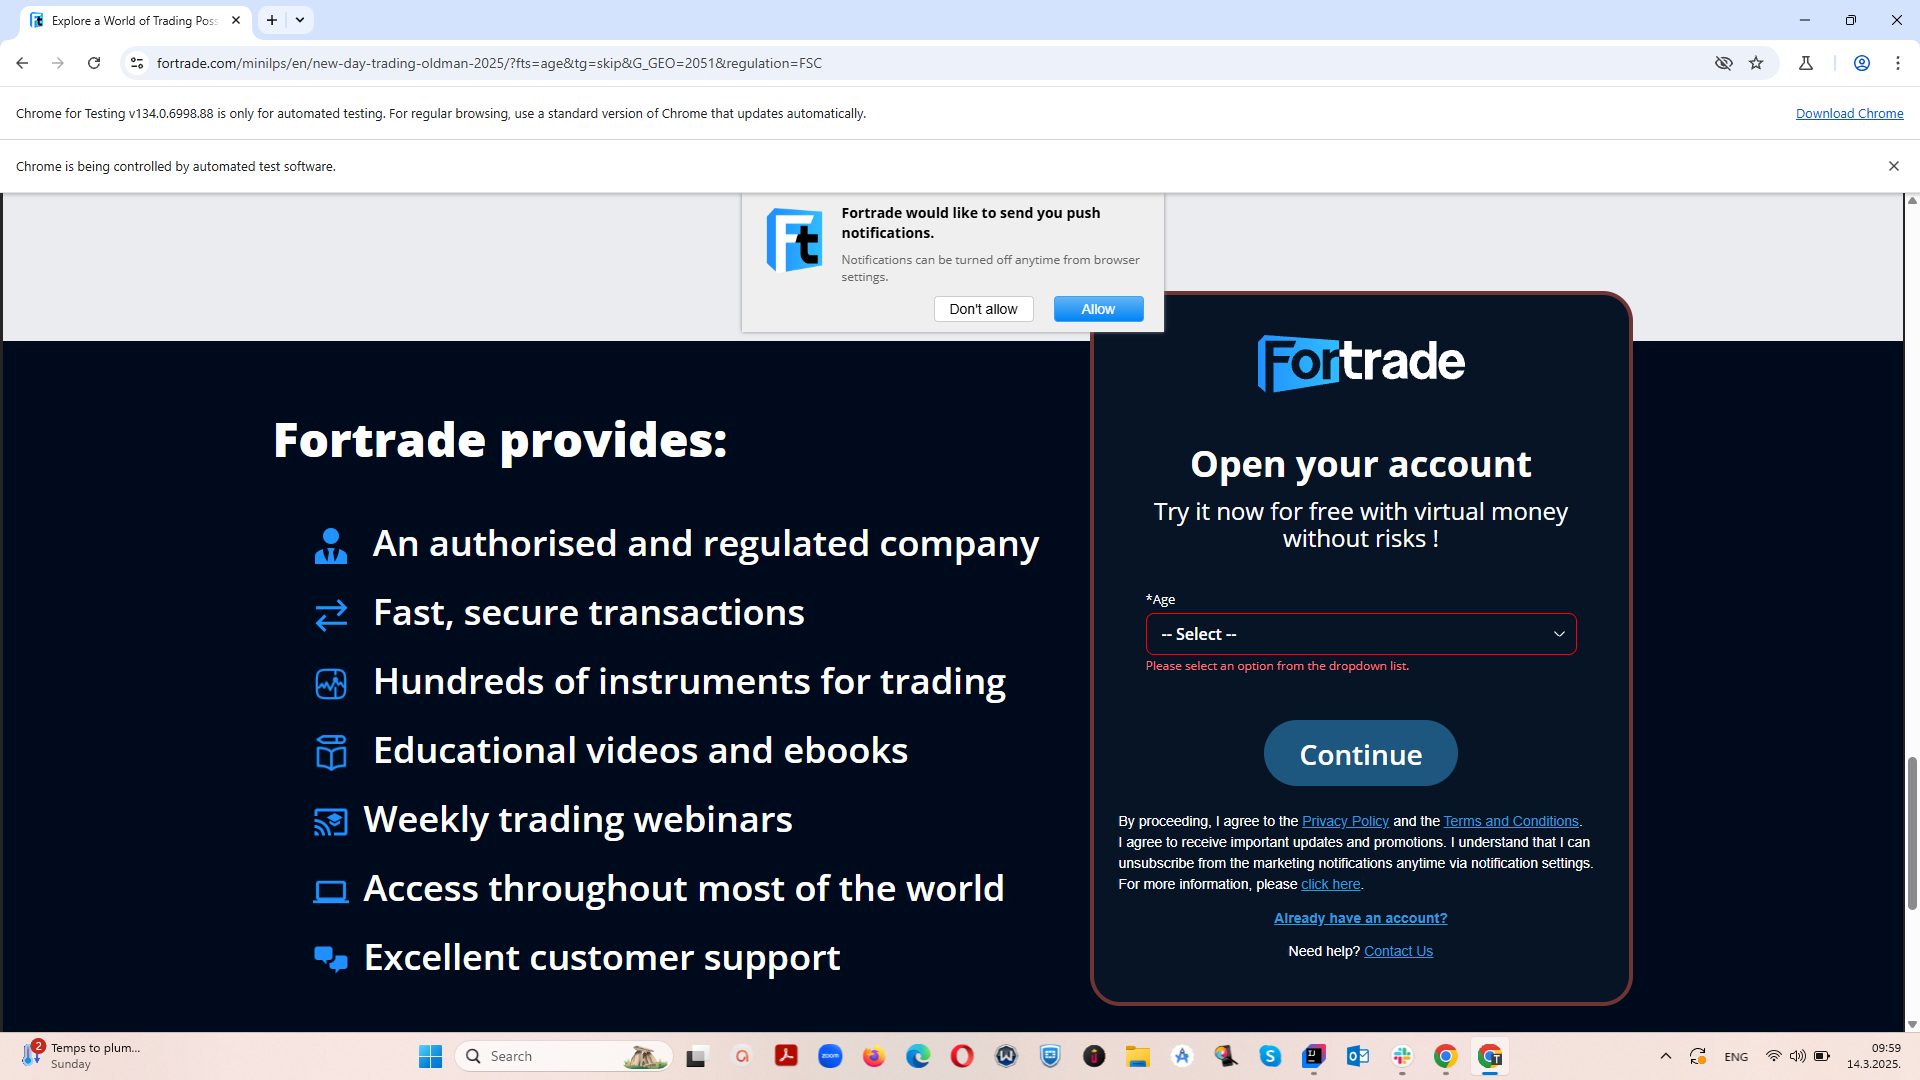 Explore a World of Trading Poss
fortrade.com/minilps/en/new-day-trading-oldman-2025/?fts=age&tg=skip&G_GEO=2051&regulation=FSC
Chrome for Testing v134.0.6998.88 is only for automated testing. For regular browsing, use a standard version of Chrome that updates automatically.
Download Chrome
Chrome is being controlled by automated test software.
Ft
Fortrade would like to send you push
notifications.
Notifications can be turned off anytime from browser
settings.
Don't allow
Allow
Fortrade provides:
An authorised and regulated company
Fast, secure transactions
Hundreds of instruments for trading
Educational videos and ebooks
Weekly trading webinars
Access throughout most of the world
Excellent customer support
Fortrade
Open your account
Try it now for free with virtual money
without risks !
*Age
-- Select --
Please select an option from the dropdown list.
Continue
By proceeding, I agree to the Privacy Policy and the Terms and Conditions.
I agree to receive important updates and promotions. I understand that I can
unsubscribe from the marketing notifications anytime via notification settings.
For more information, please click here.
Already have an account?
Need help? Contact Us
2
Temps to plum...
Sunday
Search
zoom
ENG
09:59
14.3.2025.